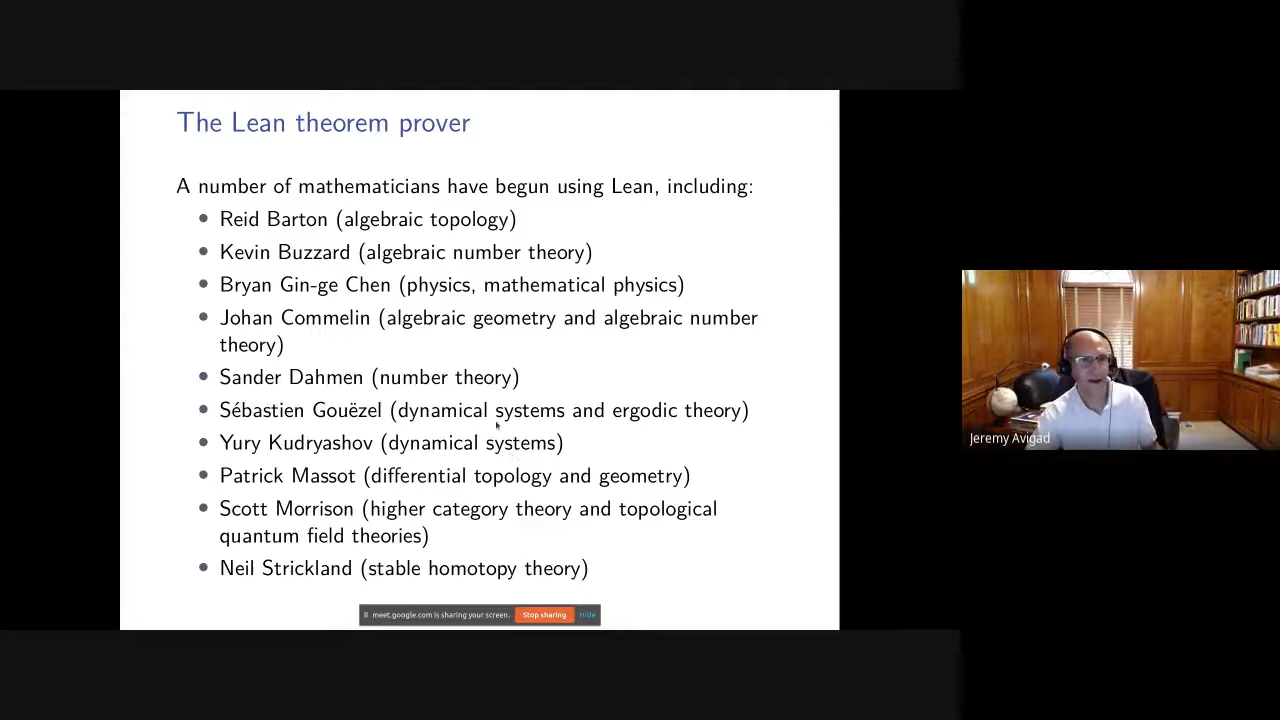 The Lean theorem prover
A number of mathematicians have begun using Lean, including:
• Reid Barton (algebraic topology)
• Kevin Buzzard (algebraic number theory)
• Bryan Gin-ge Chen (physics, mathematical physics)
• Johan Commelin (algebraic geometry and algebraic number
theory)
• Sander Dahmen (number theory)
• Sébastien Gouëzel (dynamical systems and ergodic theory)
• Yury Kudryashov (dynamical systems)
• Patrick Massot (differential topology and geometry)
• Scott Morrison (higher category theory and topological
quantum field theories)
• Neil Strickland (stable homotopy theory)
meet.google.com is sharing your screen. Stop sharing Hide
Jeremy Avigad